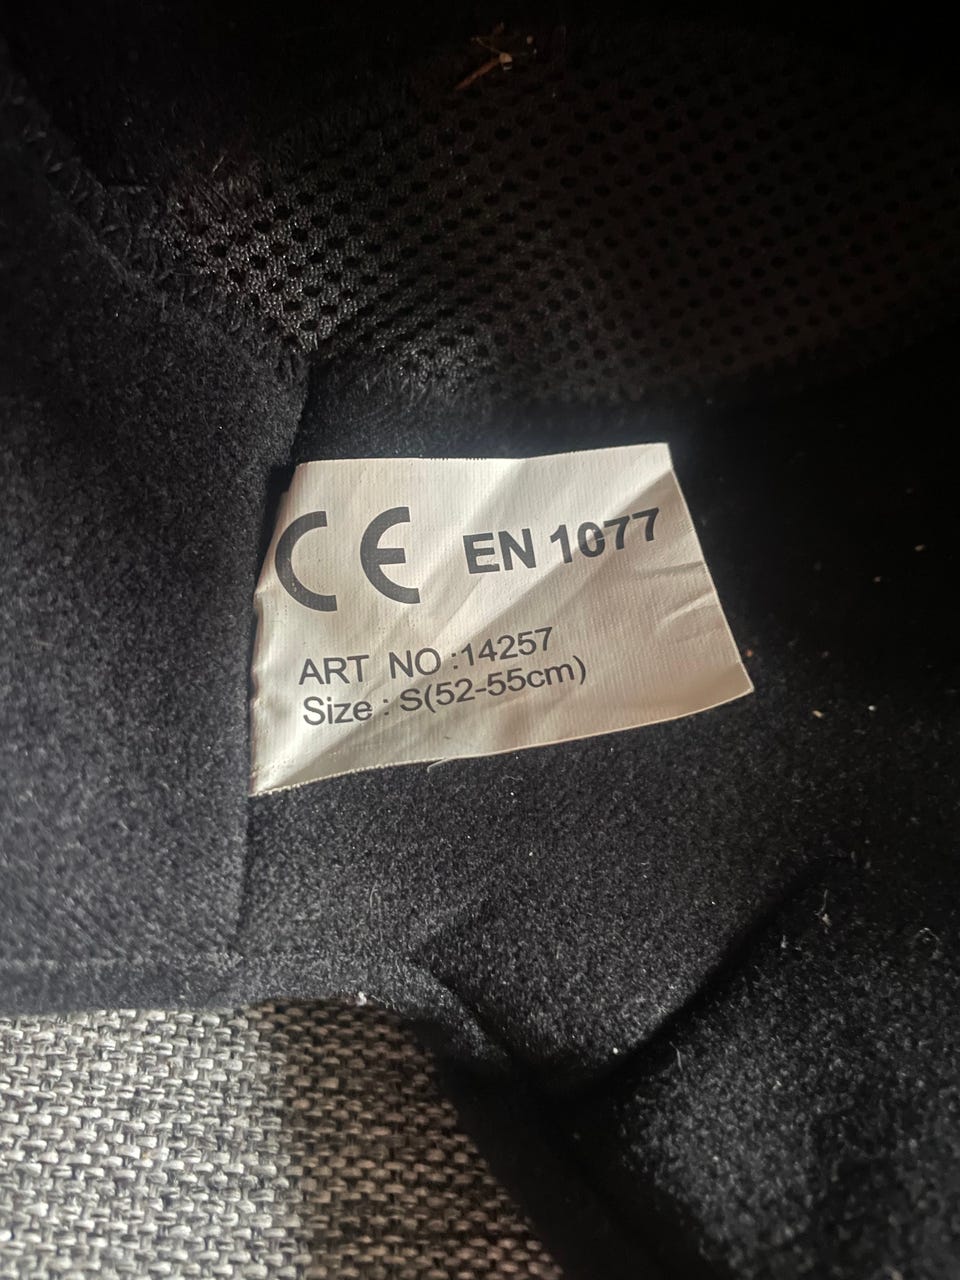 CE EN 1077
ART NO :14257
Size : S(52-55cm)